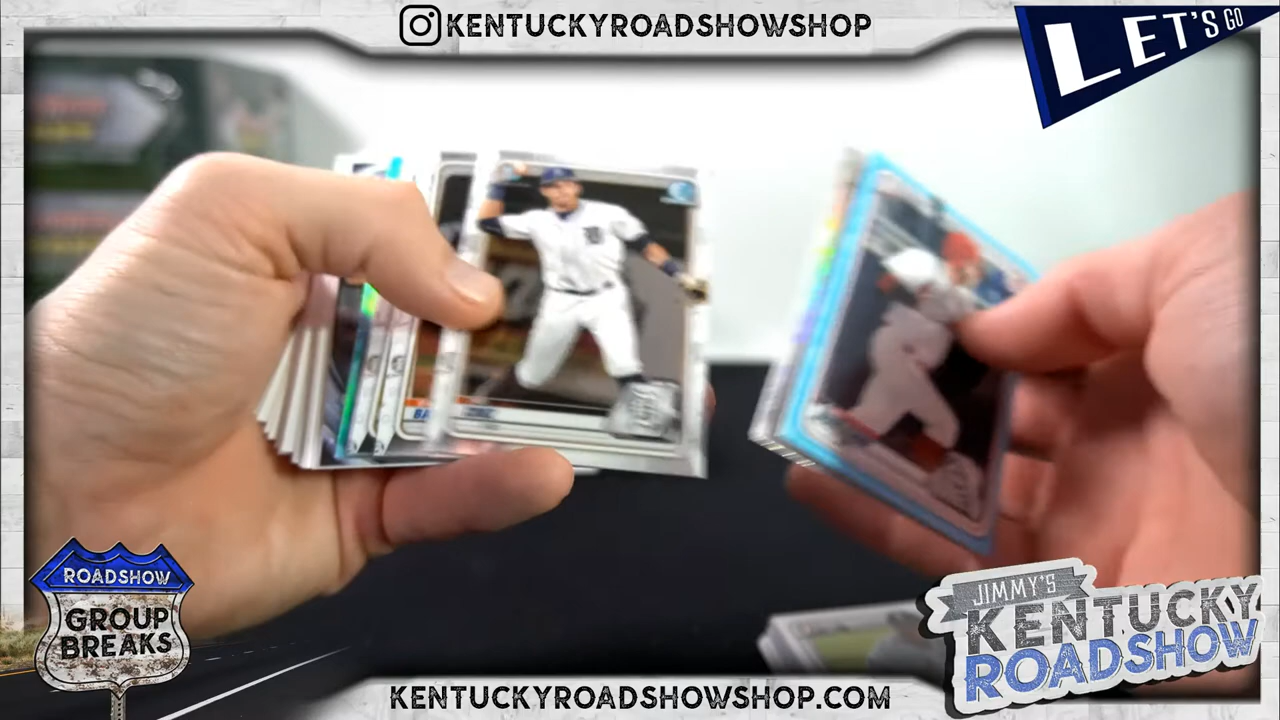 KENTUCKYROADSHOWSHOP
LET'S GO
ROADSHOW
GROUP
BREAKS
JIMMY'S
KENTUCKY
ROADSHOW
KENTUCKYROADSHOWSHOP.COM